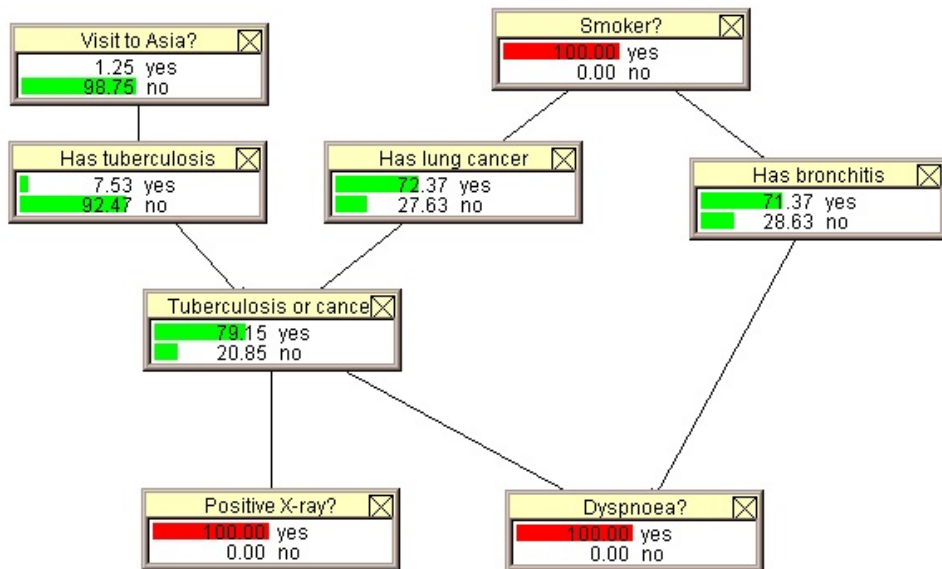 Visit to Asia?
1.25 yes
98.75 no
Smoker?
100.00 yes
0.00 no
Has tuberculosis
7.53 yes
92.47 no
Has lung cancer
72.37 yes
27.63 no
Has bronchitis
71.37 yes
28.63 no
Tuberculosis or cance
79.15 yes
20.85 no
Positive X-ray?
100.00 yes
0.00 no
Dyspnoea?
100.00 yes
0.00 no